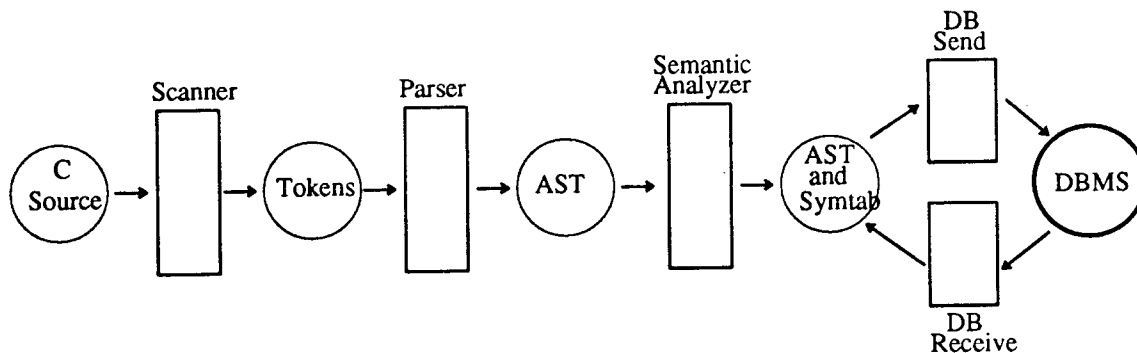 DB
Send
Semantic
Analyzer
Scanner
Parser
C
Source
Tokens
AST
AST
and
Symtab
DBMS
DB
Receive